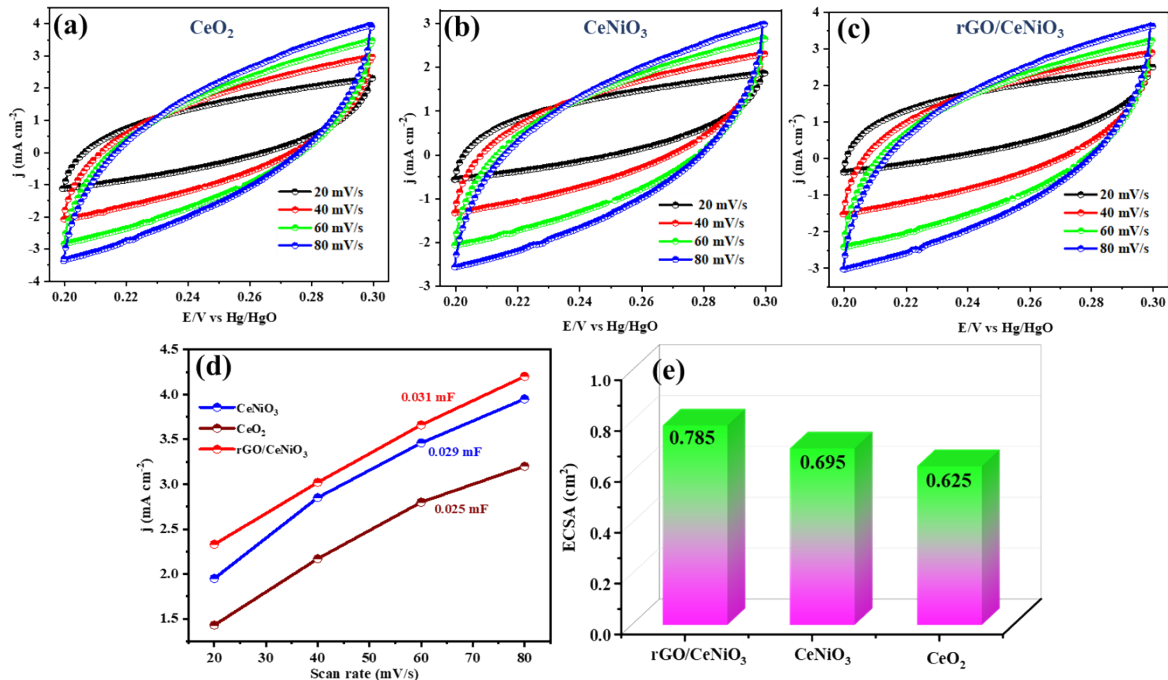 (a)
CeO₂
j (mA cm⁻²)
4
3
2
1
0
-1
-2
-3
-4
20 mV/s
40 mV/s
60 mV/s
80 mV/s
0.20
0.22
0.24
0.26
0.28
0.30
E/V vs Hg/HgO
(b)
CeNiO₃
j (mA cm⁻²)
3
2
1
0
-1
-2
-3
20 mV/s
40 mV/s
60 mV/s
80 mV/s
0.20
0.22
0.24
0.26
0.28
0.30
E/V vs Hg/HgO
(c)
rGO/CeNiO₃
j (mA cm⁻²)
4
3
2
1
0
-1
-2
-3
20 mV/s
40 mV/s
60 mV/s
80 mV/s
0.20
0.22
0.24
0.26
0.28
0.30
E/V vs Hg/HgO
(d)
j (mA cm⁻²)
4.5
4.0
3.5
3.0
2.5
2.0
1.5
CeNiO₃
CeO₂
rGO/CeNiO₃
0.031 mF
0.029 mF
0.025 mF
20
30
40
50
60
70
80
Scan rate (mV/s)
(e)
ECSA (cm²)
1.0
0.8
0.6
0.4
0.2
0.0
0.785
0.695
0.625
rGO/CeNiO₃
CeNiO₃
CeO₂